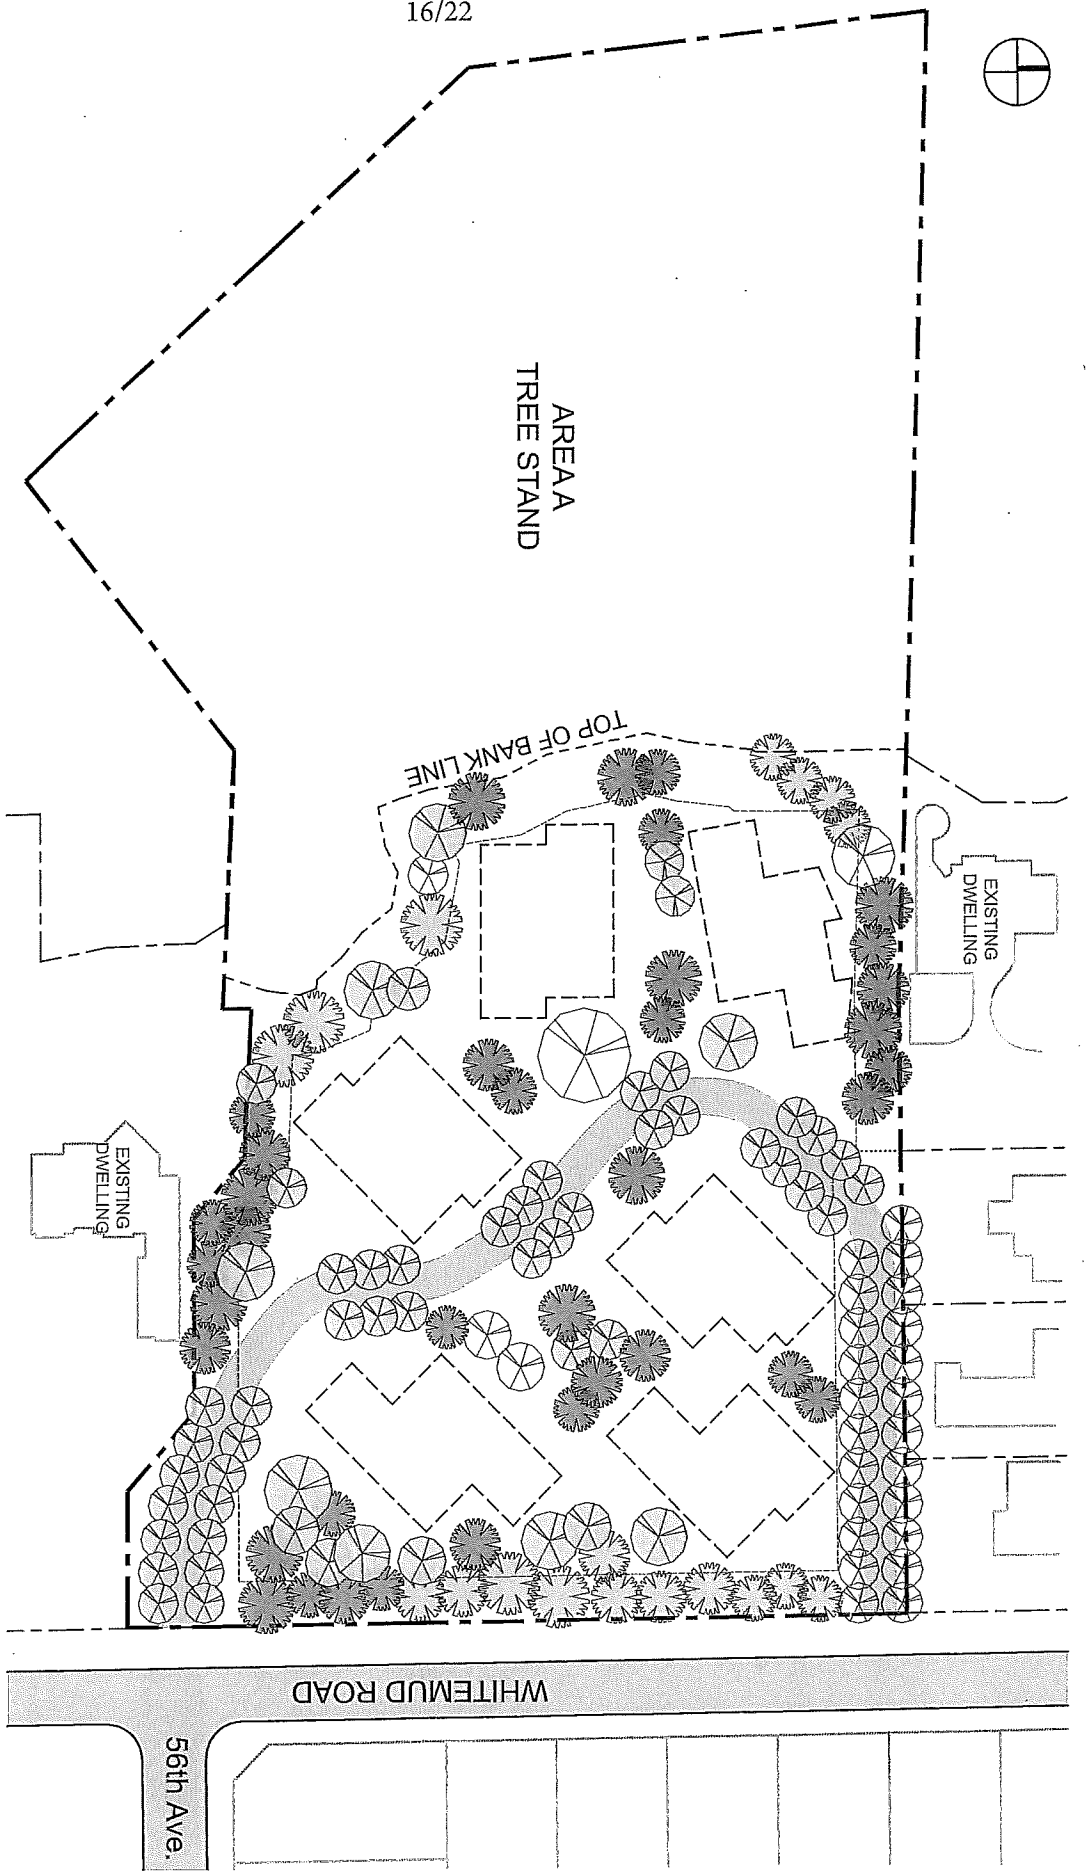 16/22
AREA A
TREE STAND
TOP OF BANK LINE
EXISTING
DWELLING
EXISTING
DWELLING
WHITEMUD ROAD
56th Ave.